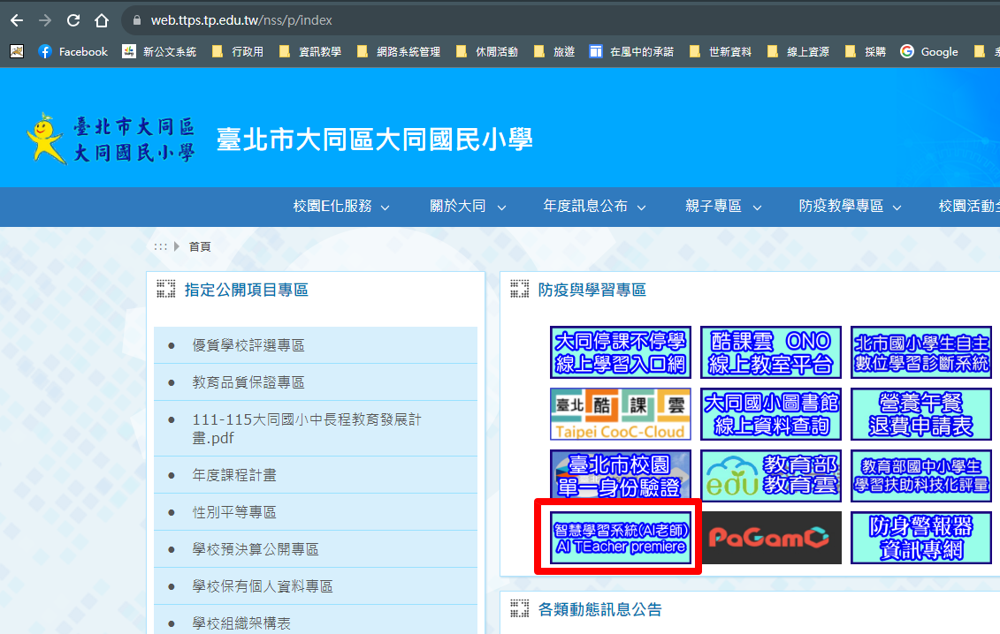 web.ttps.tp.edu.tw/nss/p/index
Facebook 新公文系統 行政用 資訊教學 網路系統管理 休閒活動 旅遊 在風中的承諾 世新資料 線上資源 採購 Google
臺北市大同區
大同國民小學
臺北市大同區大同國民小學
校園E化服務 關於大同 年度訊息公布 親子專區 防疫教學專區 校園活動
首頁
指定公開項目專區
優質學校評選專區
教育品質保證專區
111-115大同國小中長程教育發展計
畫.pdf
年度課程計畫
性別平等專區
學校預決算公開專區
學校保有個人資料專區
學校組織架構表
防疫與學習專區
大同停課不停學
線上學習入口網
酷課雲 ONO
線上教室平台
北市國小學生自主
數位學習診斷系統
臺北酷課雲
Taipei CooC-Cloud
大同國小圖書館
線上資料查詢
營養午餐
退費申請表
臺北市校園
單一身份驗證
edu
教育部
教育雲
教育部國中小學生
學習扶助科技化評量
智慧學習系統(AI老師)
AI TEacher premiere
PaGamO
防身警報器
資訊專網
各類動態訊息公告